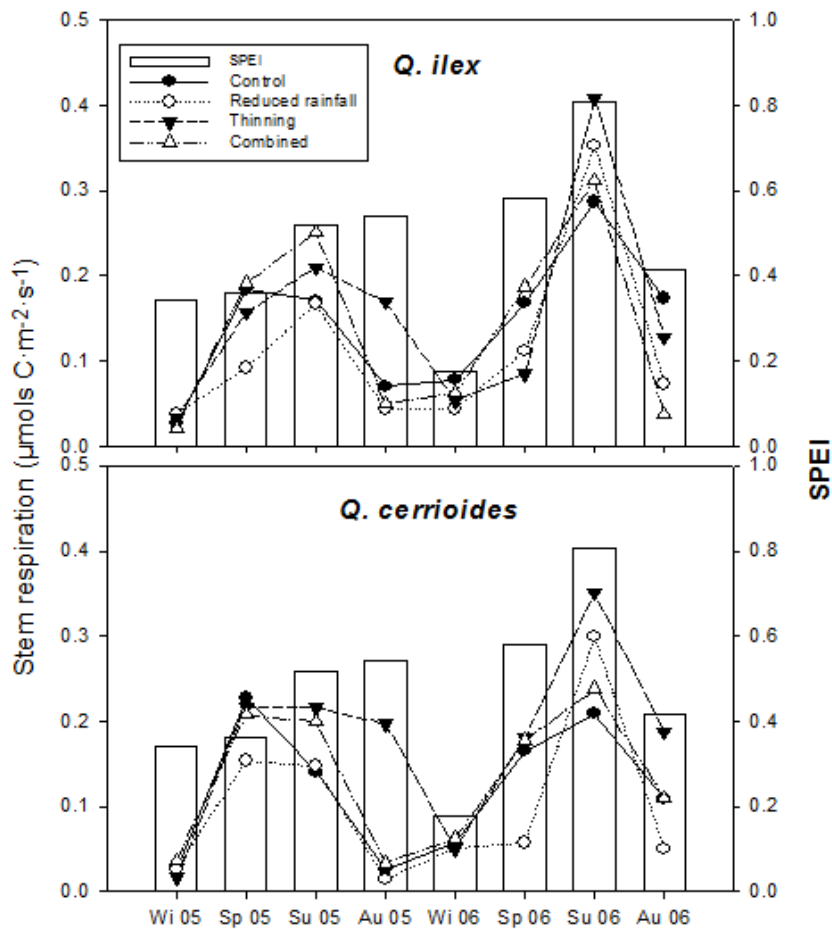 0.5
0.4
0.3
0.2
0.1
0.0
1.0
0.8
0.6
0.4
0.2
0.0
SPEI
Control
Reduced rainfall
Thinning
Combined
Q. ilex
Stem respiration (µmols C·m-2·s-1)
SPEI
0.5
0.4
0.3
0.2
0.1
0.0
1.0
0.8
0.6
0.4
0.2
0.0
Q. cerrioides
Wi 05 Sp 05 Su 05 Au 05 Wi 06 Sp 06 Su 06 Au 06